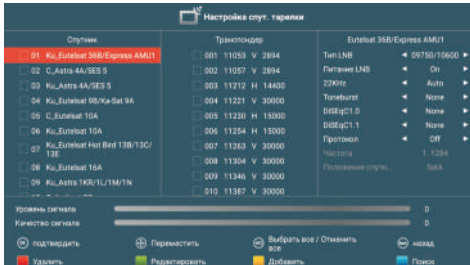 Настройка спут. тарелки
Спутник
01 Ku_Eutelsat 36B/Express AMU1
02 C_Astra 4A/SES 5
03 Ku_Astra 4A/SES 5
04 Ku_Eutelsat 9B/Ka-Sat 9A
05 C_Eutelsat 10A
06 Ku_Eutelsat 10A
07 Ku_Eutelsat Hot Bird 13B/13C/
13E
08 Ku_Eutelsat 16A
09 Ku_Astra 1KR/1L/1M/1N
Транспондер
001 11053 V 2894
002 11057 V 2894
003 11212 H 14400
004 11221 V 30000
005 11230 H 15000
006 11254 H 15000
007 11263 V 30000
008 11304 V 30000
009 11346 V 30000
010 11387 V 30000
Eutelsat 36B/Express AMU1
Тип LNB 09750/10600
Питание LNB On
22KHz Auto
Toneburst None
DiSEqC1.0 None
DiSEqC1.1 None
Протокол Off
Частота
Положение спутн. SatA
Уровень сигнала 0
Качество сигнала 0
OK подтвердить
Переместить
Выбрать все / Отменить
все
назад
Удалить
Редактировать
Добавить
Поиск